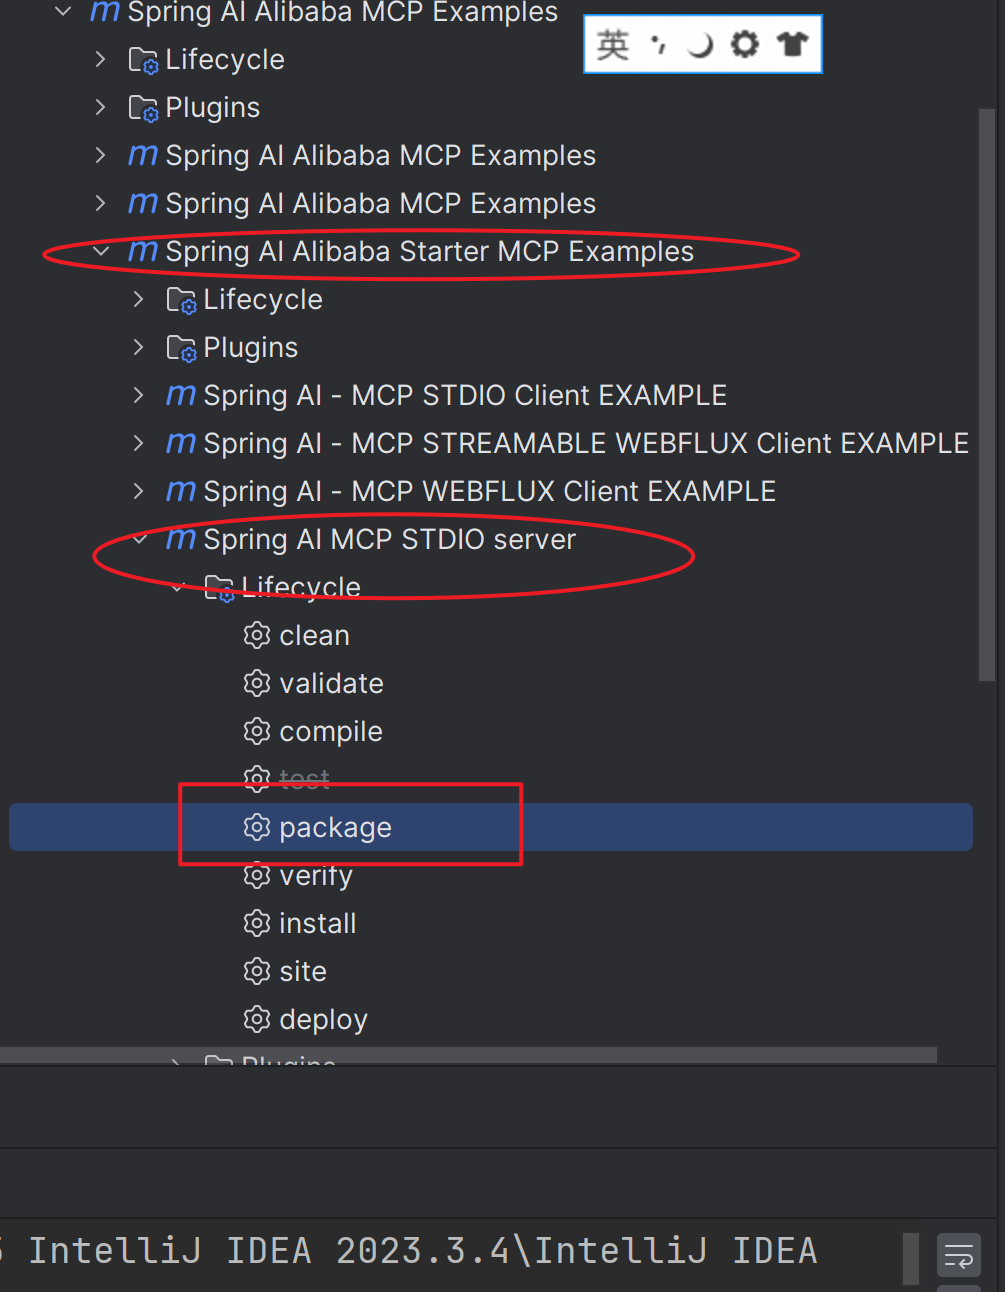 Spring AI Alibaba MCP Examples
英
Lifecycle
Plugins
Spring AI Alibaba MCP Examples
Spring AI Alibaba MCP Examples
Spring AI Alibaba Starter MCP Examples
Lifecycle
Plugins
Spring AI - MCP STDIO Client EXAMPLE
Spring AI - MCP STREAMABLE WEBFLUX Client EXAMPLE
Spring AI - MCP WEBFLUX Client EXAMPLE
Spring AI MCP STDIO server
Lifecycle
clean
validate
compile
test
package
verify
install
site
deploy
Plugins
IntelliJ IDEA 2023.3.4\IntelliJ IDEA